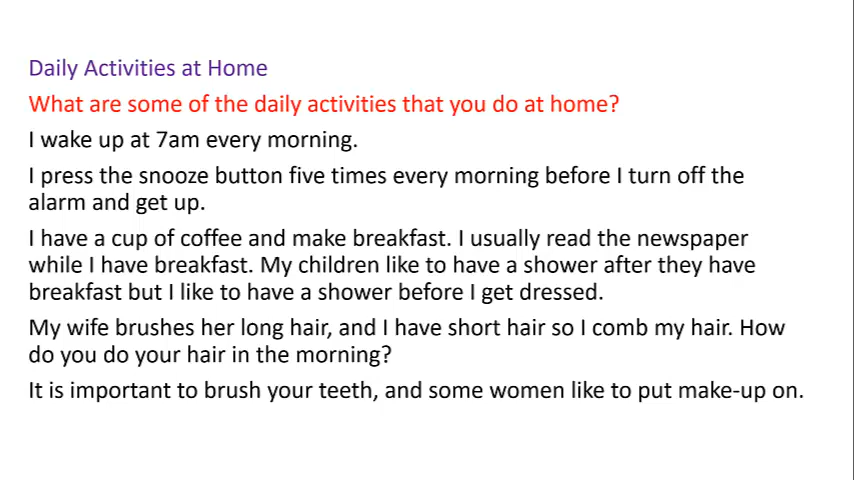 Daily Activities at Home
What are some of the daily activities that you do at home?
I wake up at 7am every morning.
I press the snooze button five times every morning before I turn off the
alarm and get up.
I have a cup of coffee and make breakfast. I usually read the newspaper
while I have breakfast. My children like to have a shower after they have
breakfast but I like to have a shower before I get dressed.
My wife brushes her long hair, and I have short hair so I comb my hair. How
do you do your hair in the morning?
It is important to brush your teeth, and some women like to put make-up on.